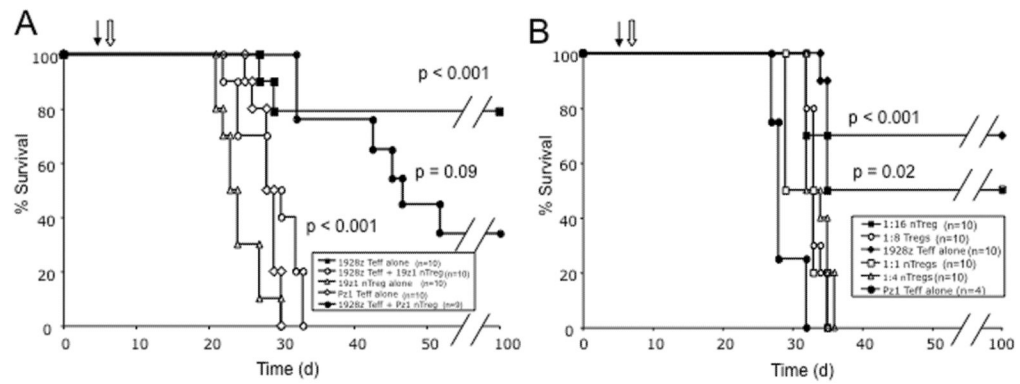 A
100
80
60
40
20
0
% Survival
p < 0.001
p = 0.09
p < 0.001
1928z Teff alone (n=10)
1928z Teff + 19z1 nTreg (n=10)
19z1 nTreg alone (n=10)
Pz1 Teff alone (n=10)
1928z Teff + Pz1 nTreg (n=9)
0 20 30 40 50 100
Time (d)
B
100
80
60
40
20
0
% Survival
p < 0.001
p = 0.02
1:16 nTreg (n=10)
1:8 Tregs (n=10)
1928z Teff alone (n=10)
1:1 nTregs (n=10)
1:4 nTregs (n=10)
Pz1 Teff alone (n=4)
0 20 30 40 50 100
Time (d)